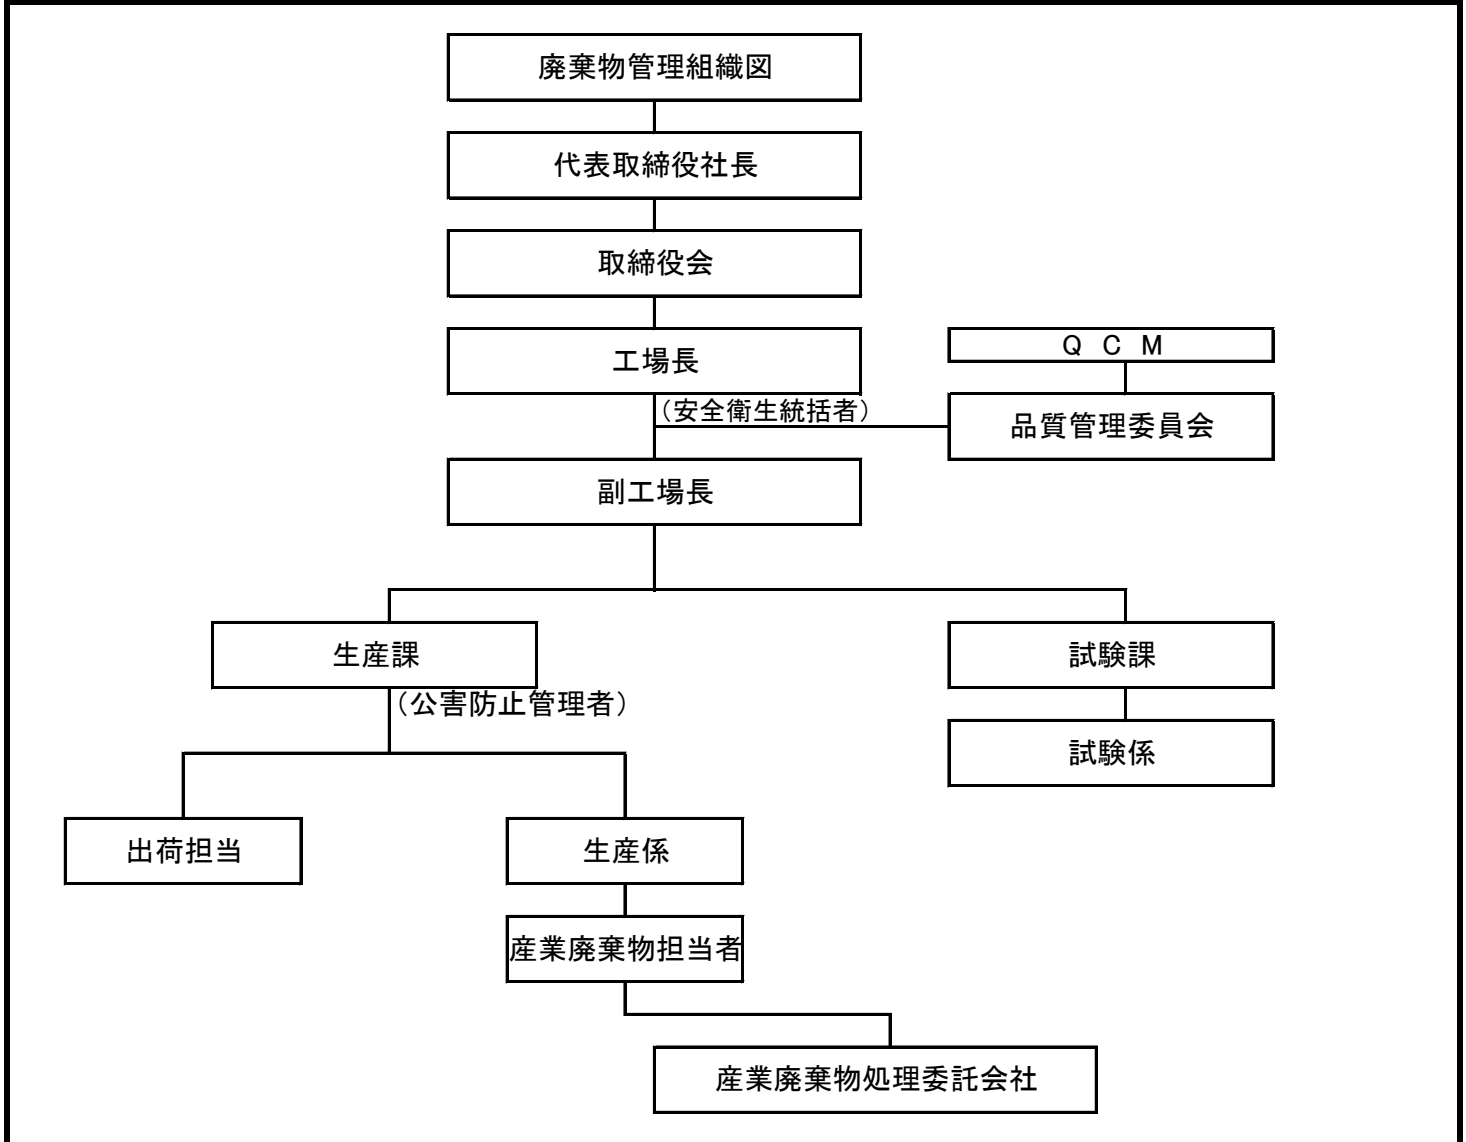 廃棄物管理組織図
代表取締役社長
取締役会
工場長
Q C M
（安全衛生統括者）
品質管理委員会
副工場長
生産課
試験課
（公害防止管理者）
試験係
出荷担当
生産係
産業廃棄物担当者
産業廃棄物処理委託会社